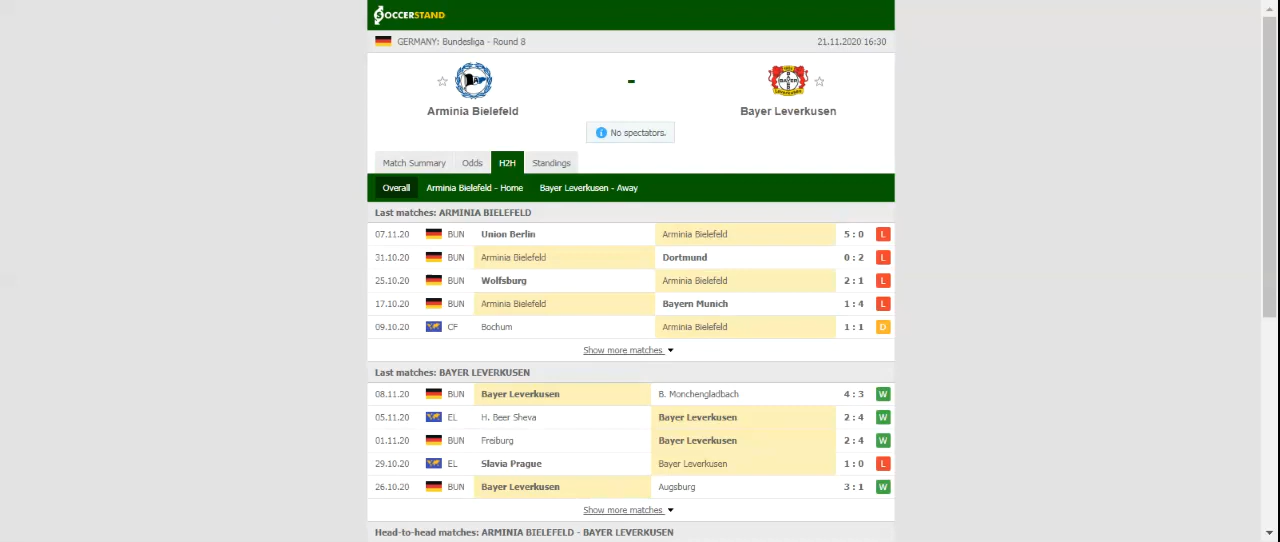 SOCCERSTAND
GERMANY: Bundesliga - Round 8 21.11.2020 16:30
-
Arminia Bielefeld Bayer Leverkusen
No spectators.
Match Summary Odds H2H Standings
Overall Arminia Bielefeld - Home Bayer Leverkusen - Away
Last matches: ARMINIA BIELEFELD
07.11.20 BUN Union Berlin Arminia Bielefeld 5 : 0 L
31.10.20 BUN Arminia Bielefeld Dortmund 0 : 2 L
25.10.20 BUN Wolfsburg Arminia Bielefeld 2 : 1 L
17.10.20 BUN Arminia Bielefeld Bayern Munich 1 : 4 L
09.10.20 CF Bochum Arminia Bielefeld 1 : 1 D
Show more matches
Last matches: BAYER LEVERKUSEN
08.11.20 BUN Bayer Leverkusen B. Monchengladbach 4 : 3 W
05.11.20 EL H. Beer Sheva Bayer Leverkusen 2 : 4 W
01.11.20 BUN Freiburg Bayer Leverkusen 2 : 4 W
29.10.20 EL Slavia Prague Bayer Leverkusen 1 : 0 L
26.10.20 BUN Bayer Leverkusen Augsburg 3 : 1 W
Show more matches
Head-to-head matches: ARMINIA BIELEFELD - BAYER LEVERKUSEN